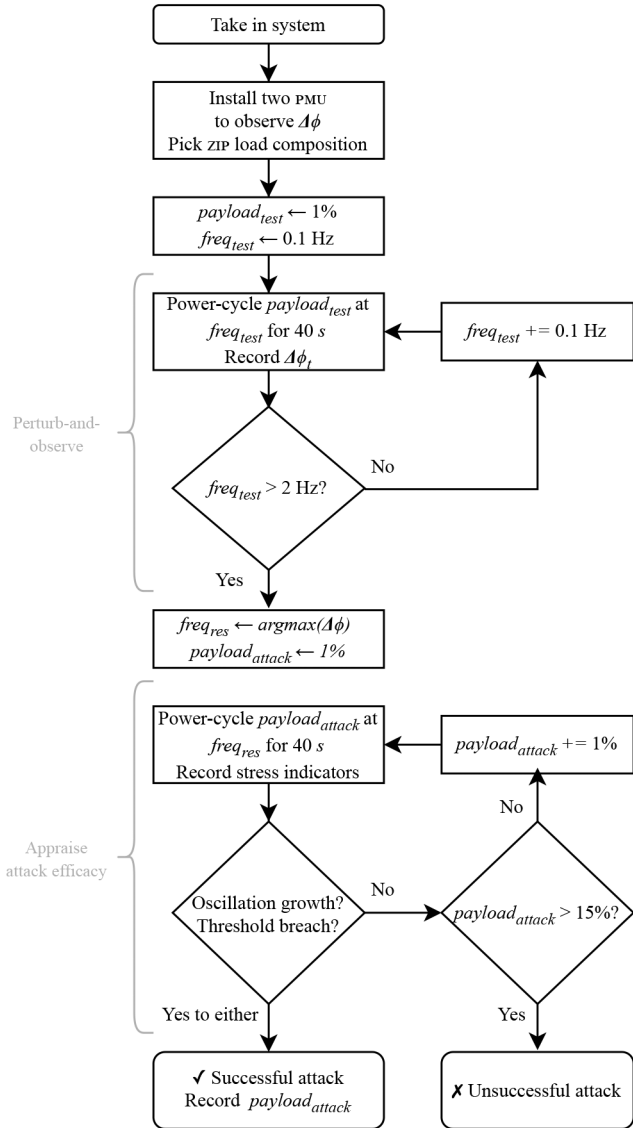 Take in system
Install two PMU
to observe Δϕ
Pick ZIP load composition
payload_test ← 1%
freq_test ← 0.1 Hz
Power-cycle payload_test at
freq_test for 40 s
Record Δϕ_t
freq_test += 0.1 Hz
Perturb-and-
observe
freq_test > 2 Hz?
No
Yes
freq_res ← argmax(Δϕ)
payload_attack ← 1%
Power-cycle payload_attack at
freq_res for 40 s
Record stress indicators
payload_attack += 1%
No
Appraise
attack efficacy
Oscillation growth?
Threshold breach?
No
payload_attack > 15%?
Yes to either
Yes
✓ Successful attack
Record payload_attack
✗ Unsuccessful attack